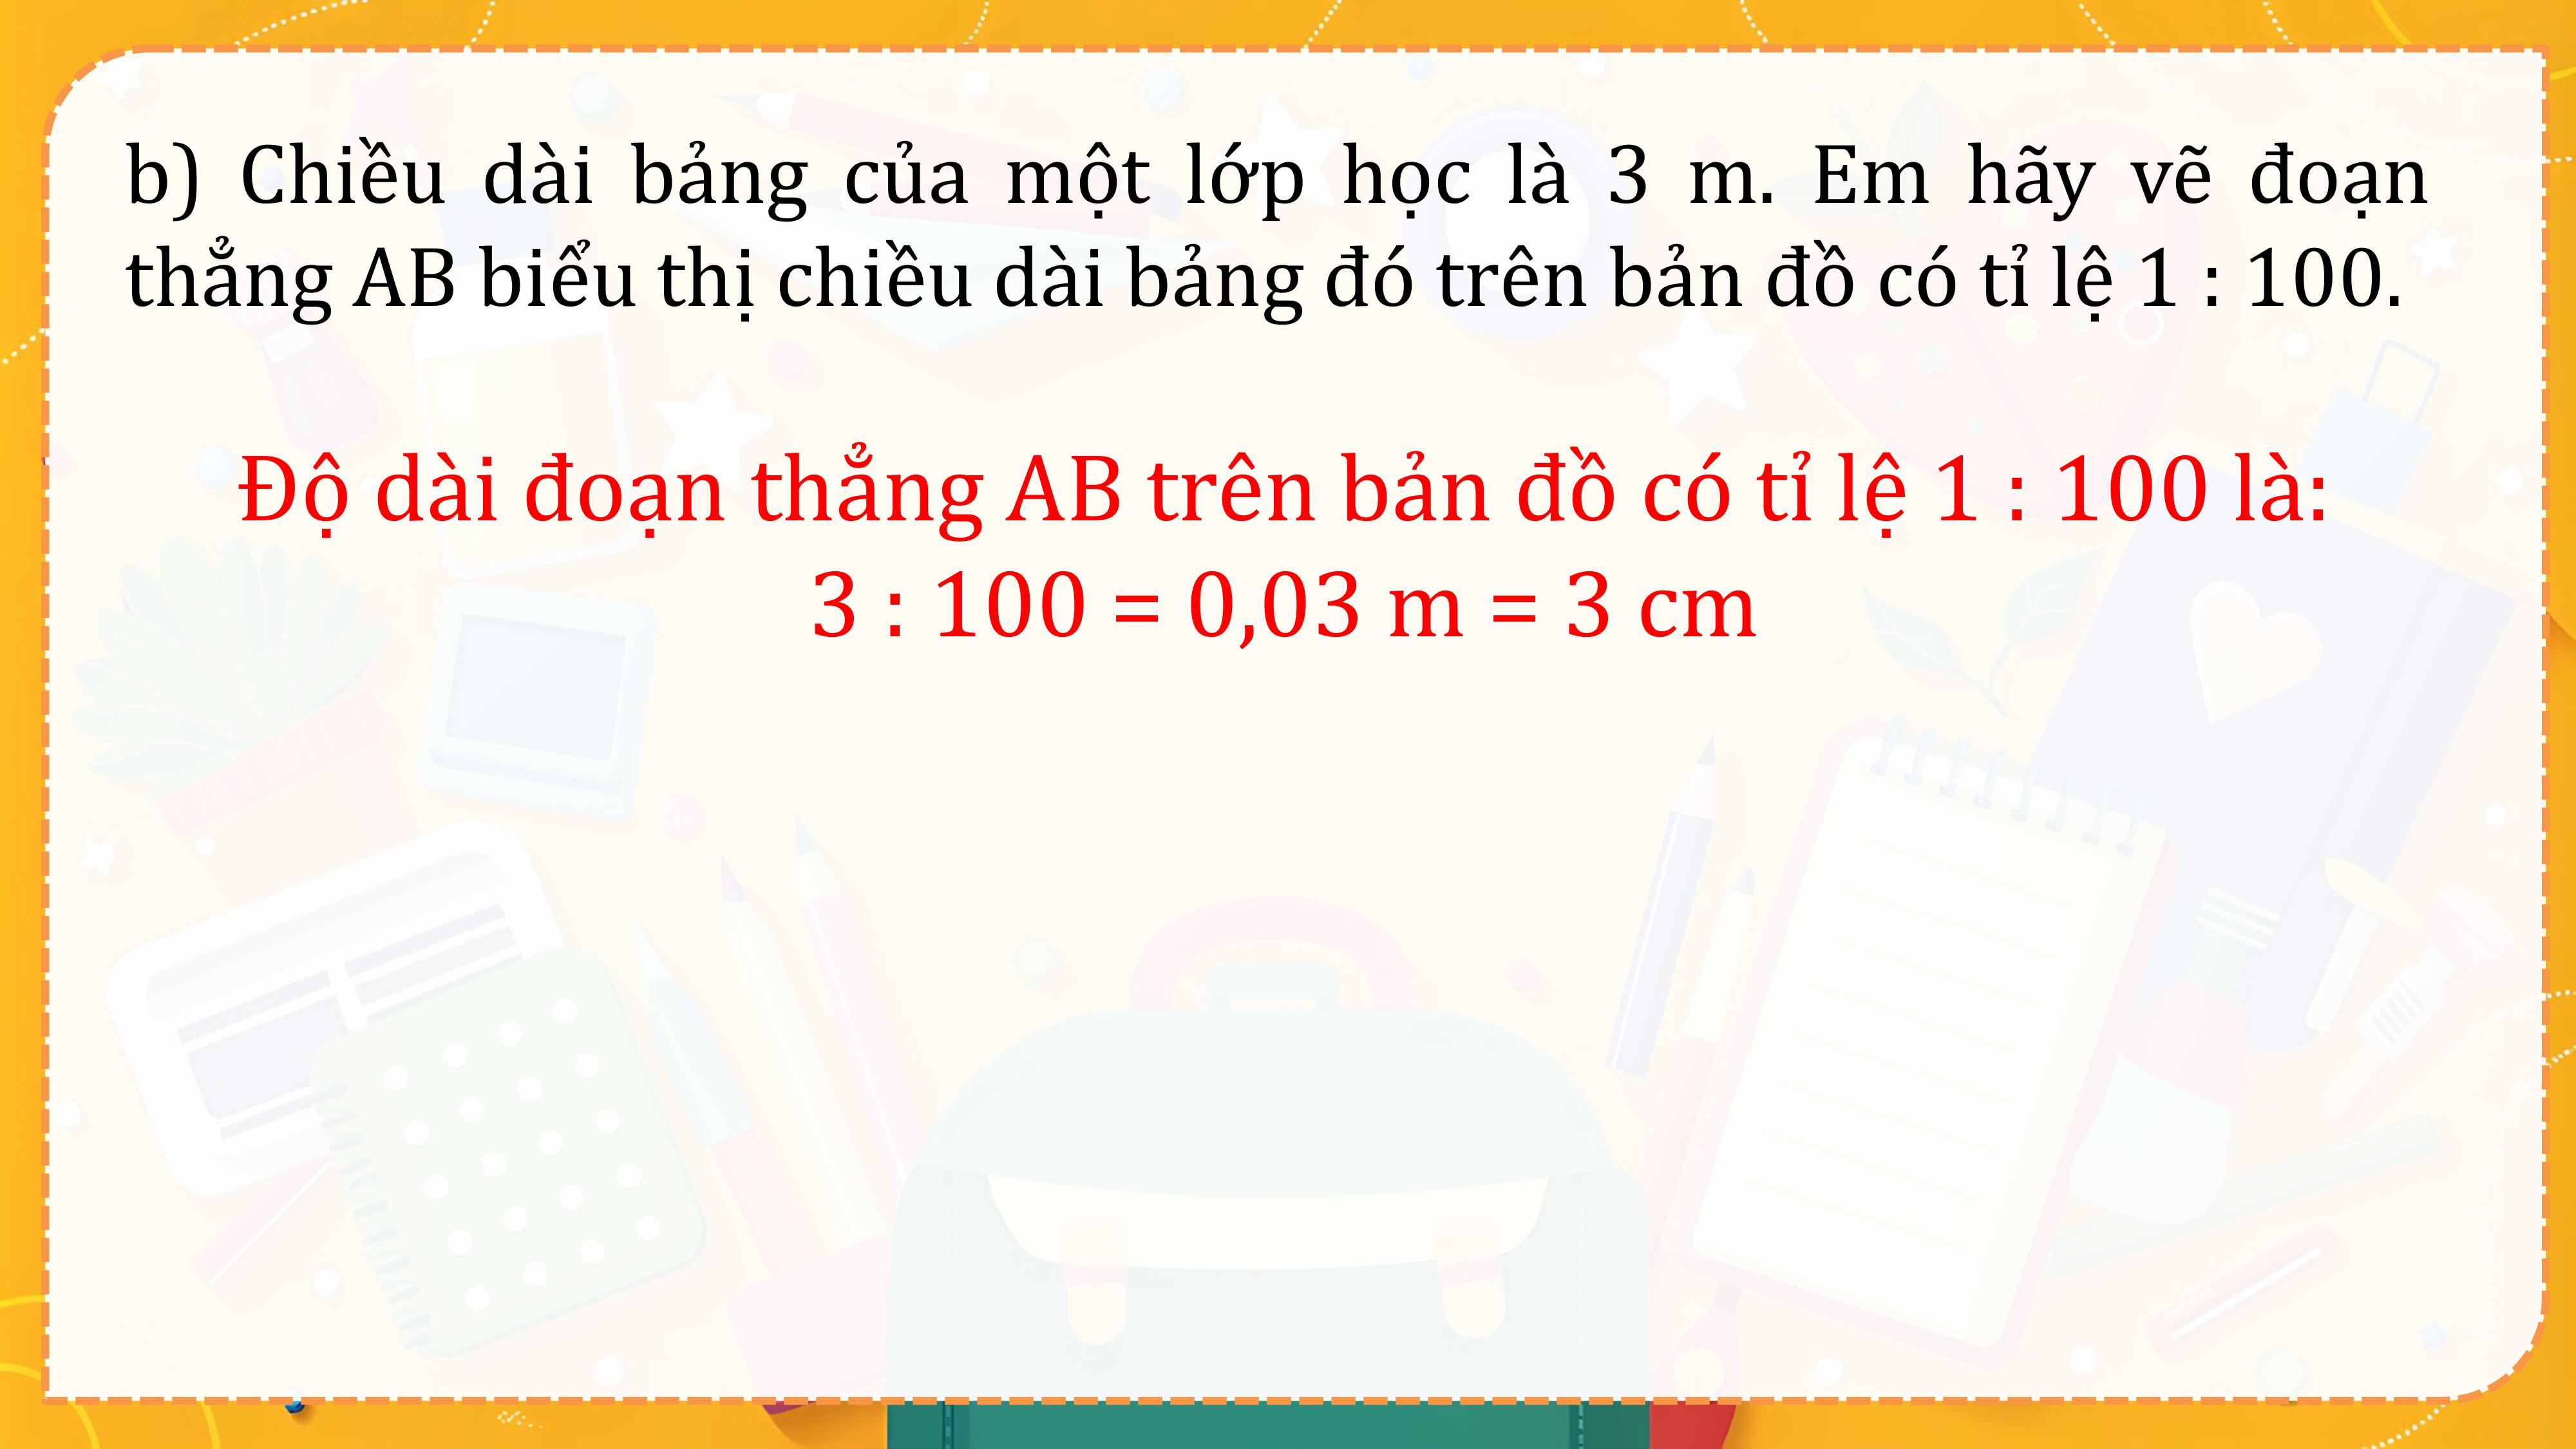 b) Chiều dài bảng của một lớp học là 3 m. Em hãy vẽ đoạn
thẳng AB biểu thị chiều dài bảng đó trên bản đồ có tỉ lệ 1 : 100.
Độ dài đoạn thẳng AB trên bản đồ có tỉ lệ 1 : 100 là:
3 : 100 = 0,03 m = 3 cm